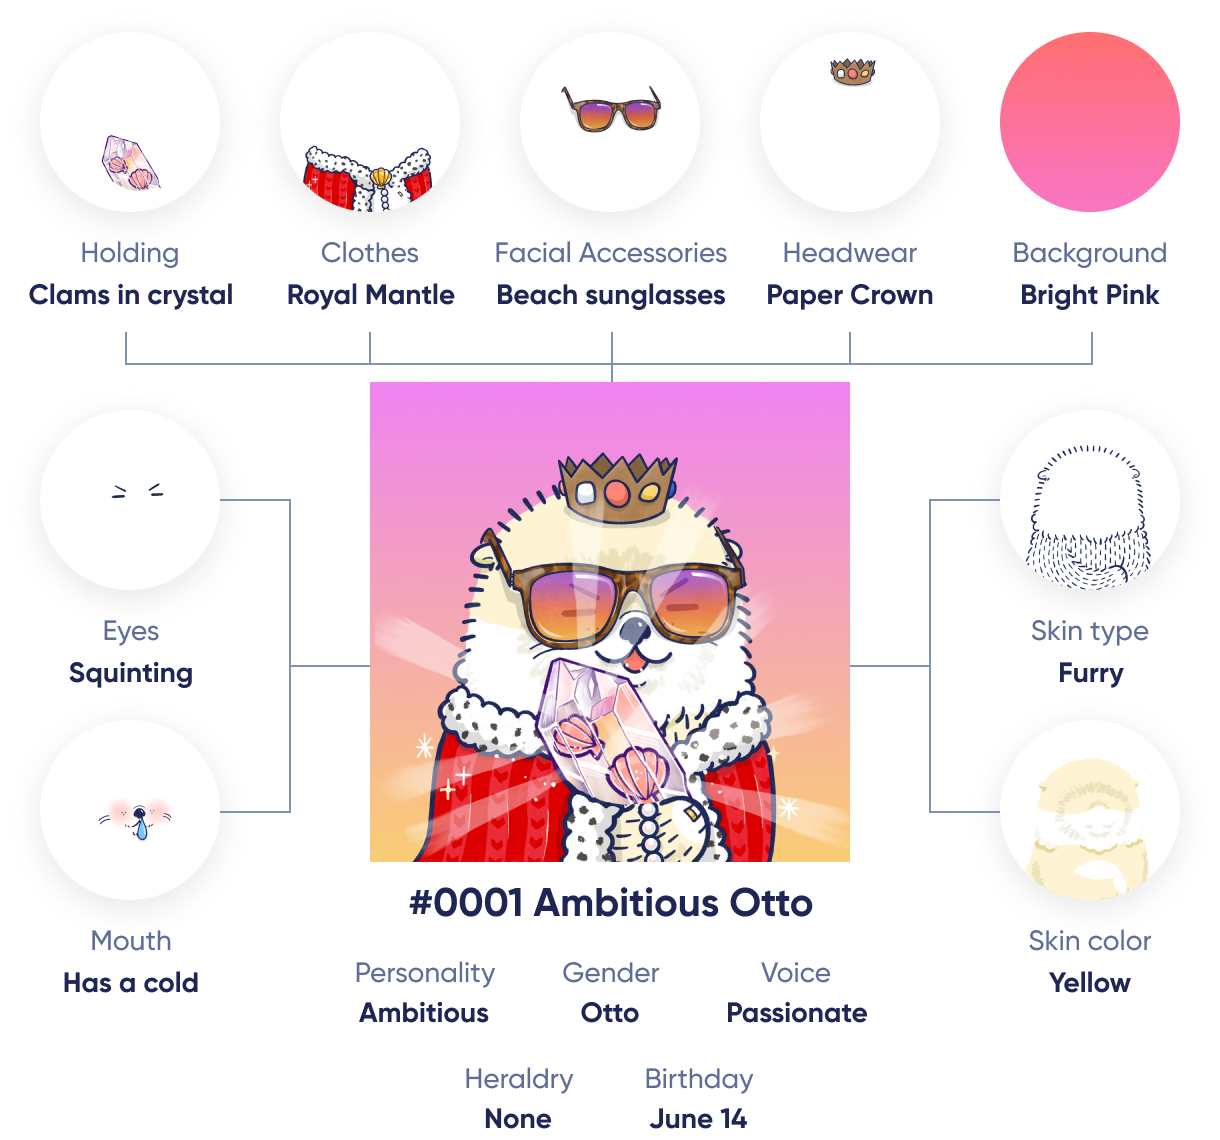 Holding
Clams in crystal
Clothes
Royal Mantle
Facial Accessories
Beach sunglasses
Headwear
Paper Crown
Background
Bright Pink
Eyes
Squinting
Mouth
Has a cold
Skin type
Furry
Skin color
Yellow
#0001 Ambitious Otto
Personality
Ambitious
Gender
Otto
Voice
Passionate
Heraldry
None
Birthday
June 14